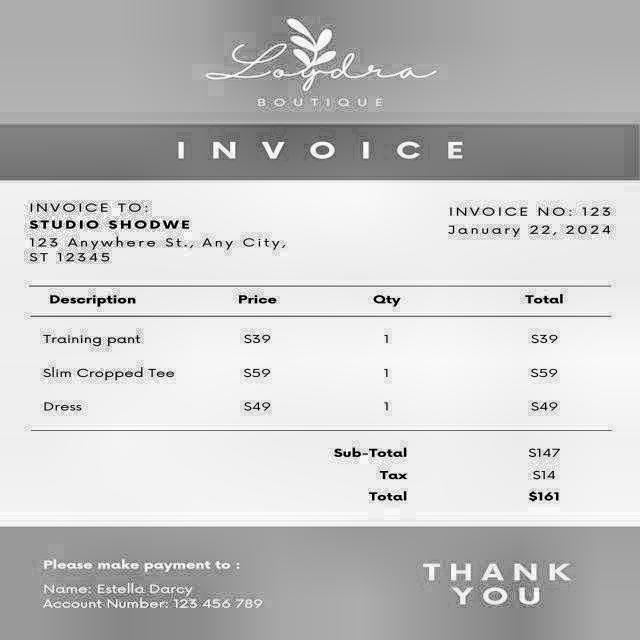 Loydra
BOUTIQUE
INVOICE
INVOICE TO:
STUDIO SHODWE
123 Anywhere St., Any City,
ST 12345
INVOICE NO: 123
January 22, 2024
Description Price Qty Total
Training pant S39 1 S39
Slim Cropped Tee S59 1 S59
Dress S49 1 S49
Sub-Total S147
Tax S14
Total $161
Please make payment to :
Name: Estella Darcy
Account Number: 123 456 789
THANK
YOU